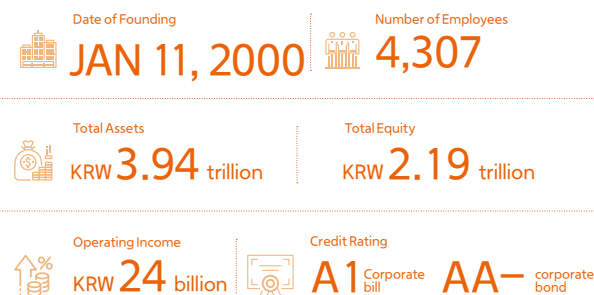 Date of Founding
JAN 11, 2000
Number of Employees
4,307
Total Assets
KRW 3.94 trillion
Total Equity
KRW 2.19 trillion
Operating Income
KRW 24 billion
Credit Rating
A1 Corporate
bill
AA– corporate
bond